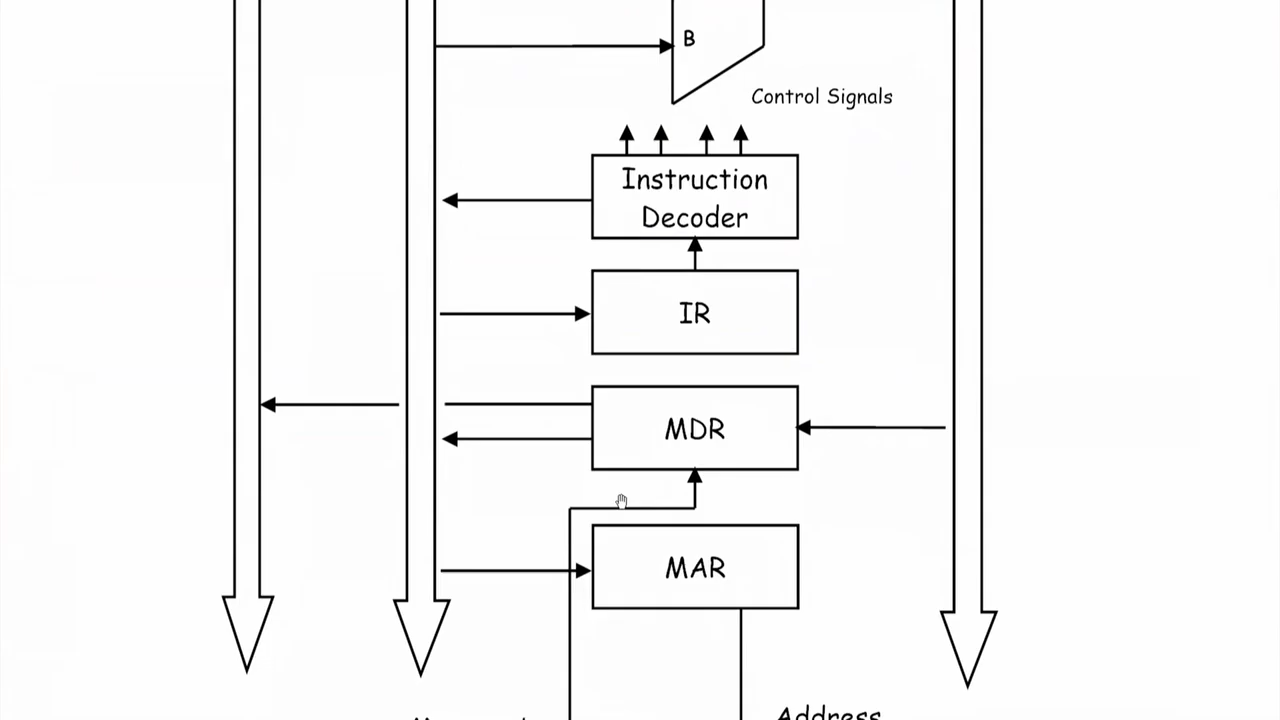 B
Control Signals
Instruction
Decoder
IR
MDR
MAR
Address